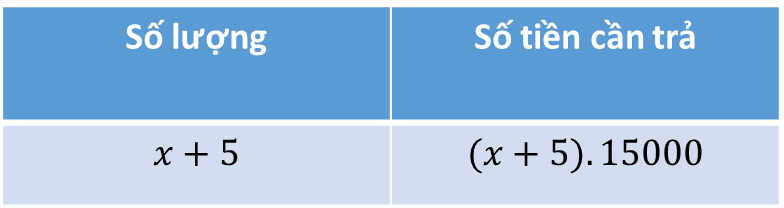 Số lượng
Số tiền cần trả
𝑥 + 5
(𝑥 + 5). 15000